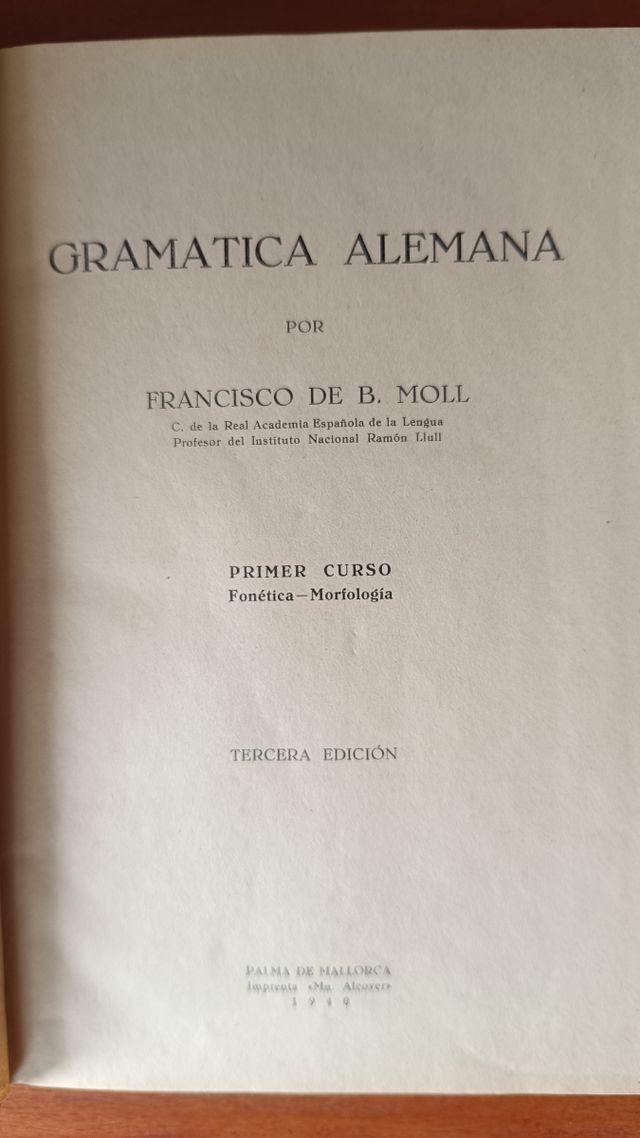 GRAMATICA ALEMANA
POR
FRANCISCO DE B. MOLL
C. de la Real Academia Española de la Lengua
Profesor del Instituto Nacional Ramón Llull
PRIMER CURSO
Fonética—Morfología
TERCERA EDICIÓN
PALMA DE MALLORCA
Imprenta «Mn. Alcover»
1940